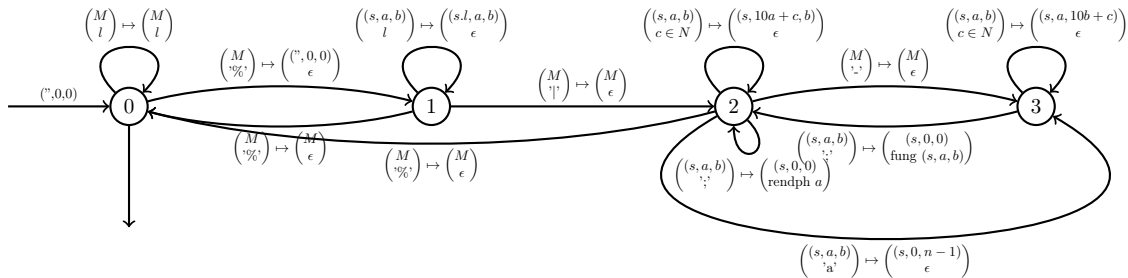 (M l) ↦ (M l)
((s, a, b) l) ↦ ((s.l, a, b) ϵ)
((s, a, b) c ∈ N) ↦ ((s, 10a + c, b) ϵ)
((s, a, b) c ∈ N) ↦ ((s, a, 10b + c) ϵ)
(M '%') ↦ ((”, 0, 0) ϵ)
(M '|') ↦ (M ϵ)
(M '-') ↦ (M ϵ)
(”,0,0)
0
1
2
3
(M '%') ↦ (M ϵ)
(M '%') ↦ (M ϵ)
((s, a, b) ';') ↦ ((s, 0, 0) rendph a)
((s, a, b) ';') ↦ ((s, 0, 0) fung (s, a, b))
((s, a, b) 'a') ↦ ((s, 0, n − 1) ϵ)